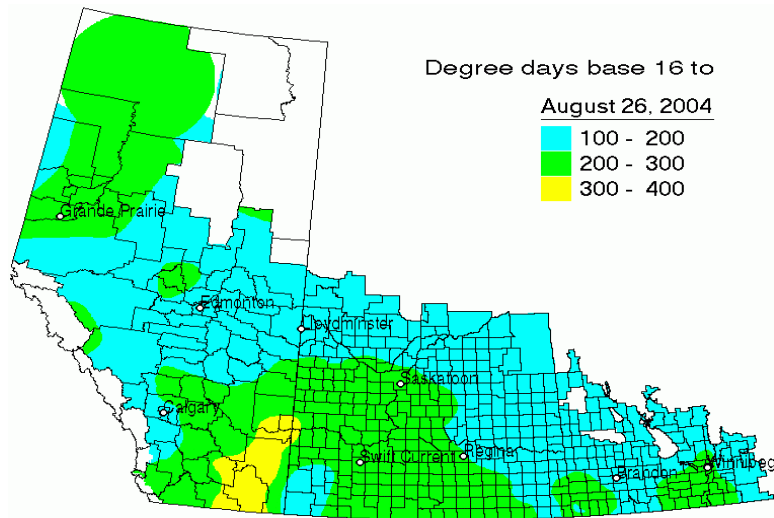 Degree days base 16 to
August 26, 2004
100 - 200
200 - 300
300 - 400
Grande Prairie
Edmonton
Lloydminster
Saskatoon
Calgary
Swift Current
Regina
Brandon
Winnipeg